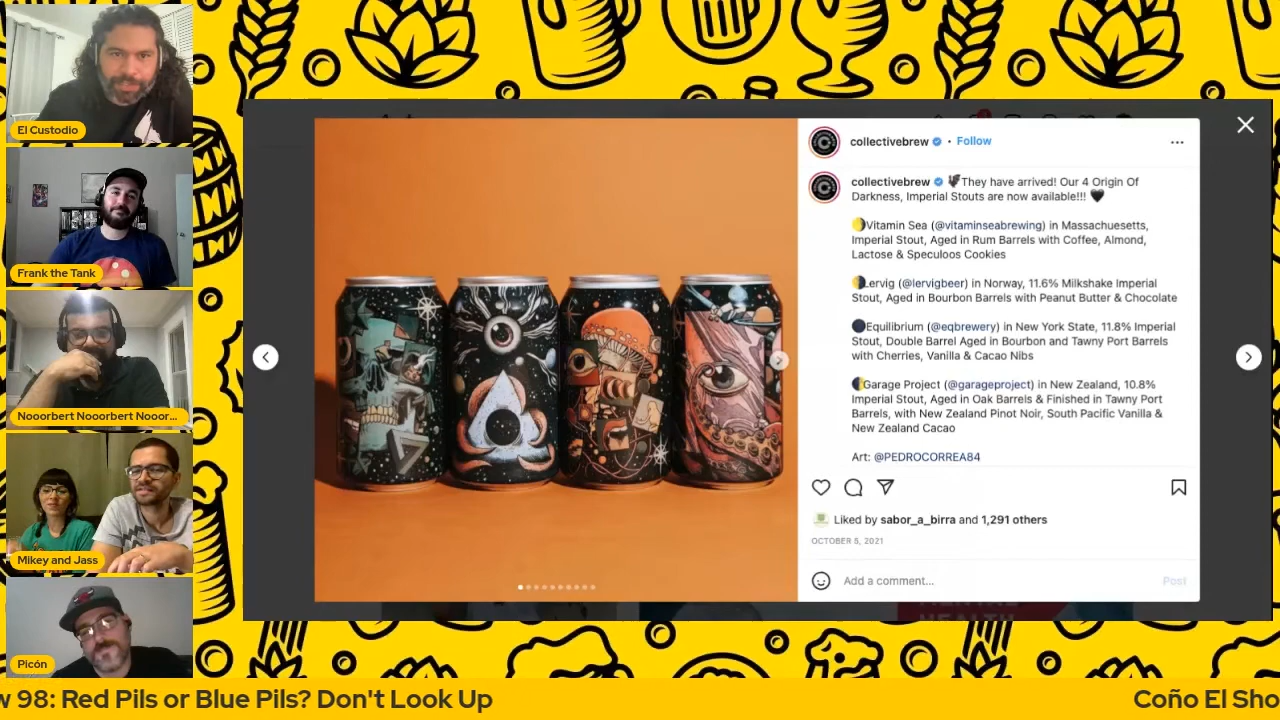 El Custodio
Frank the Tank
Nooorbert Nooorbert Nooor...
Mikey and Jass
Picón
collectivebrew • Follow
collectivebrew 🦅They have arrived! Our 4 Origin Of
Darkness, Imperial Stouts are now available!!! 🖤
🌖Vitamin Sea (@vitaminseabrewing) in Massachuesetts,
Imperial Stout, Aged in Rum Barrels with Coffee, Almond,
Lactose & Speculoos Cookies
🌗Lervig (@lervigbeer) in Norway, 11.6% Milkshake Imperial
Stout, Aged in Bourbon Barrels with Peanut Butter & Chocolate
🌑Equilibrium (@eqbrewery) in New York State, 11.8% Imperial
Stout, Double Barrel Aged in Bourbon and Tawny Port Barrels
with Cherries, Vanilla & Cacao Nibs
🌓Garage Project (@garageproject) in New Zealand, 10.8%
Imperial Stout, Aged in Oak Barrels & Finished in Tawny Port
Barrels, with New Zealand Pinot Noir, South Pacific Vanilla &
New Zealand Cacao
Art: @PEDROCORREA84
Liked by sabor_a_birra and 1,291 others
OCTOBER 5, 2021
Add a comment...
Post
w 98: Red Pils or Blue Pils? Don't Look Up
Coño El Sho